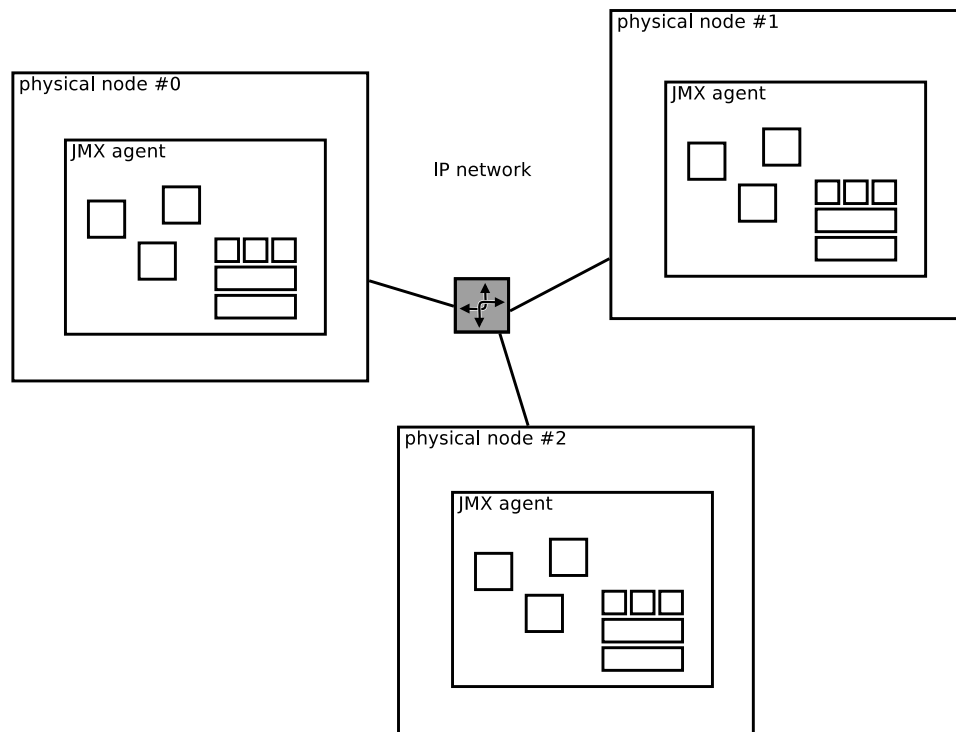 physical node #0
JMX agent
IP network
physical node #1
JMX agent
physical node #2
JMX agent